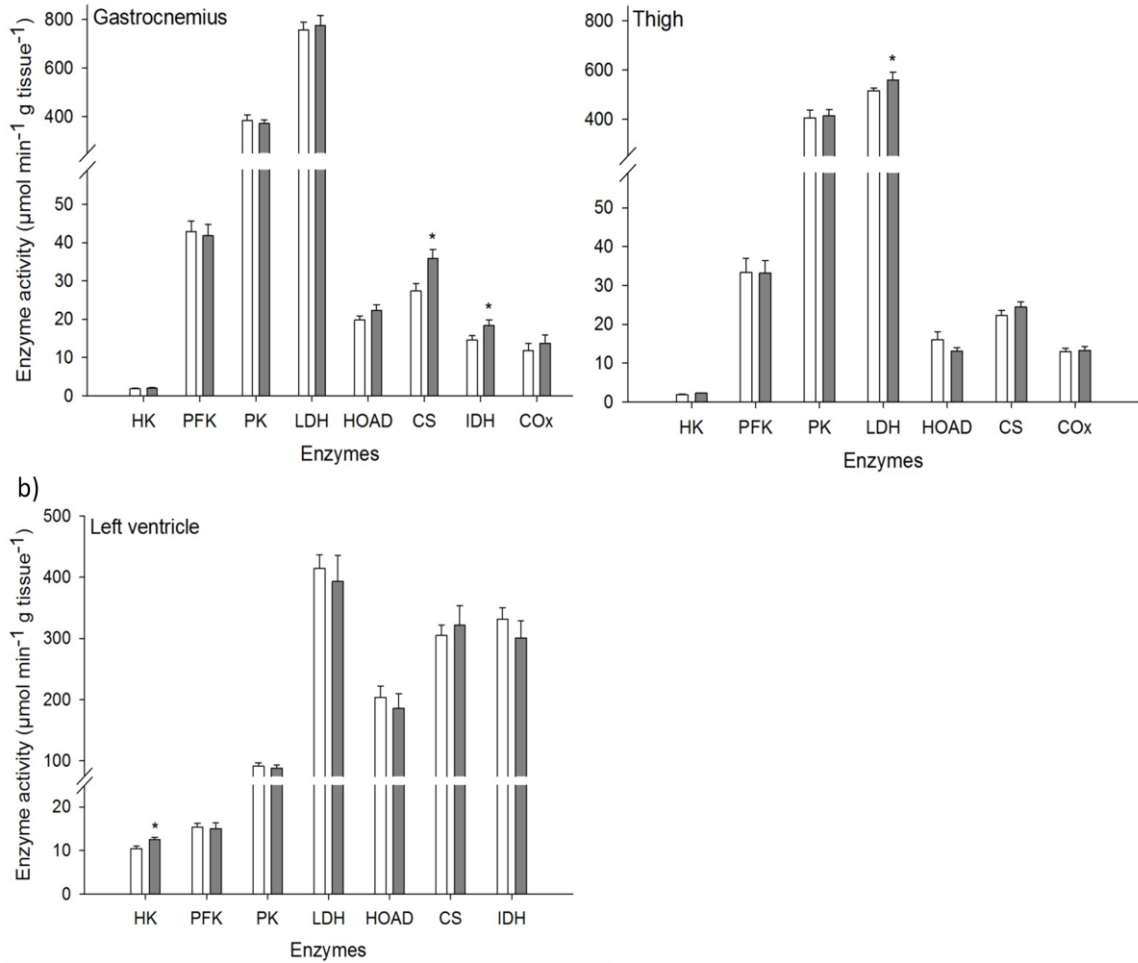 Gastrocnemius
Enzyme activity (µmol min⁻¹ g tissue⁻¹)
800
600
400
50
40
30
20
10
0
*
*
HK PFK PK LDH HOAD CS IDH COx
Enzymes
Thigh
800
600
400
50
40
30
20
10
0
*
HK PFK PK LDH HOAD CS COx
Enzymes
b)
Left ventricle
Enzyme activity (µmol min⁻¹ g tissue⁻¹)
500
400
300
200
100
20
10
0
*
HK PFK PK LDH HOAD CS IDH
Enzymes